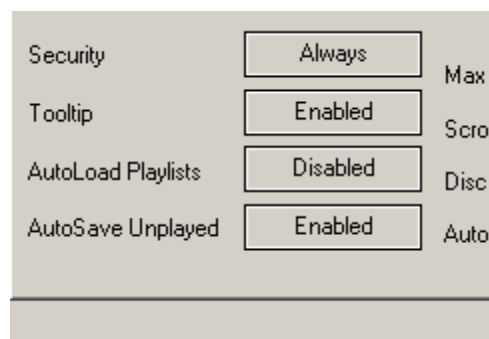 Security Always
Max
Tooltip Enabled
Scro
AutoLoad Playlists Disabled
Disc
AutoSave Unplayed Enabled
Auto